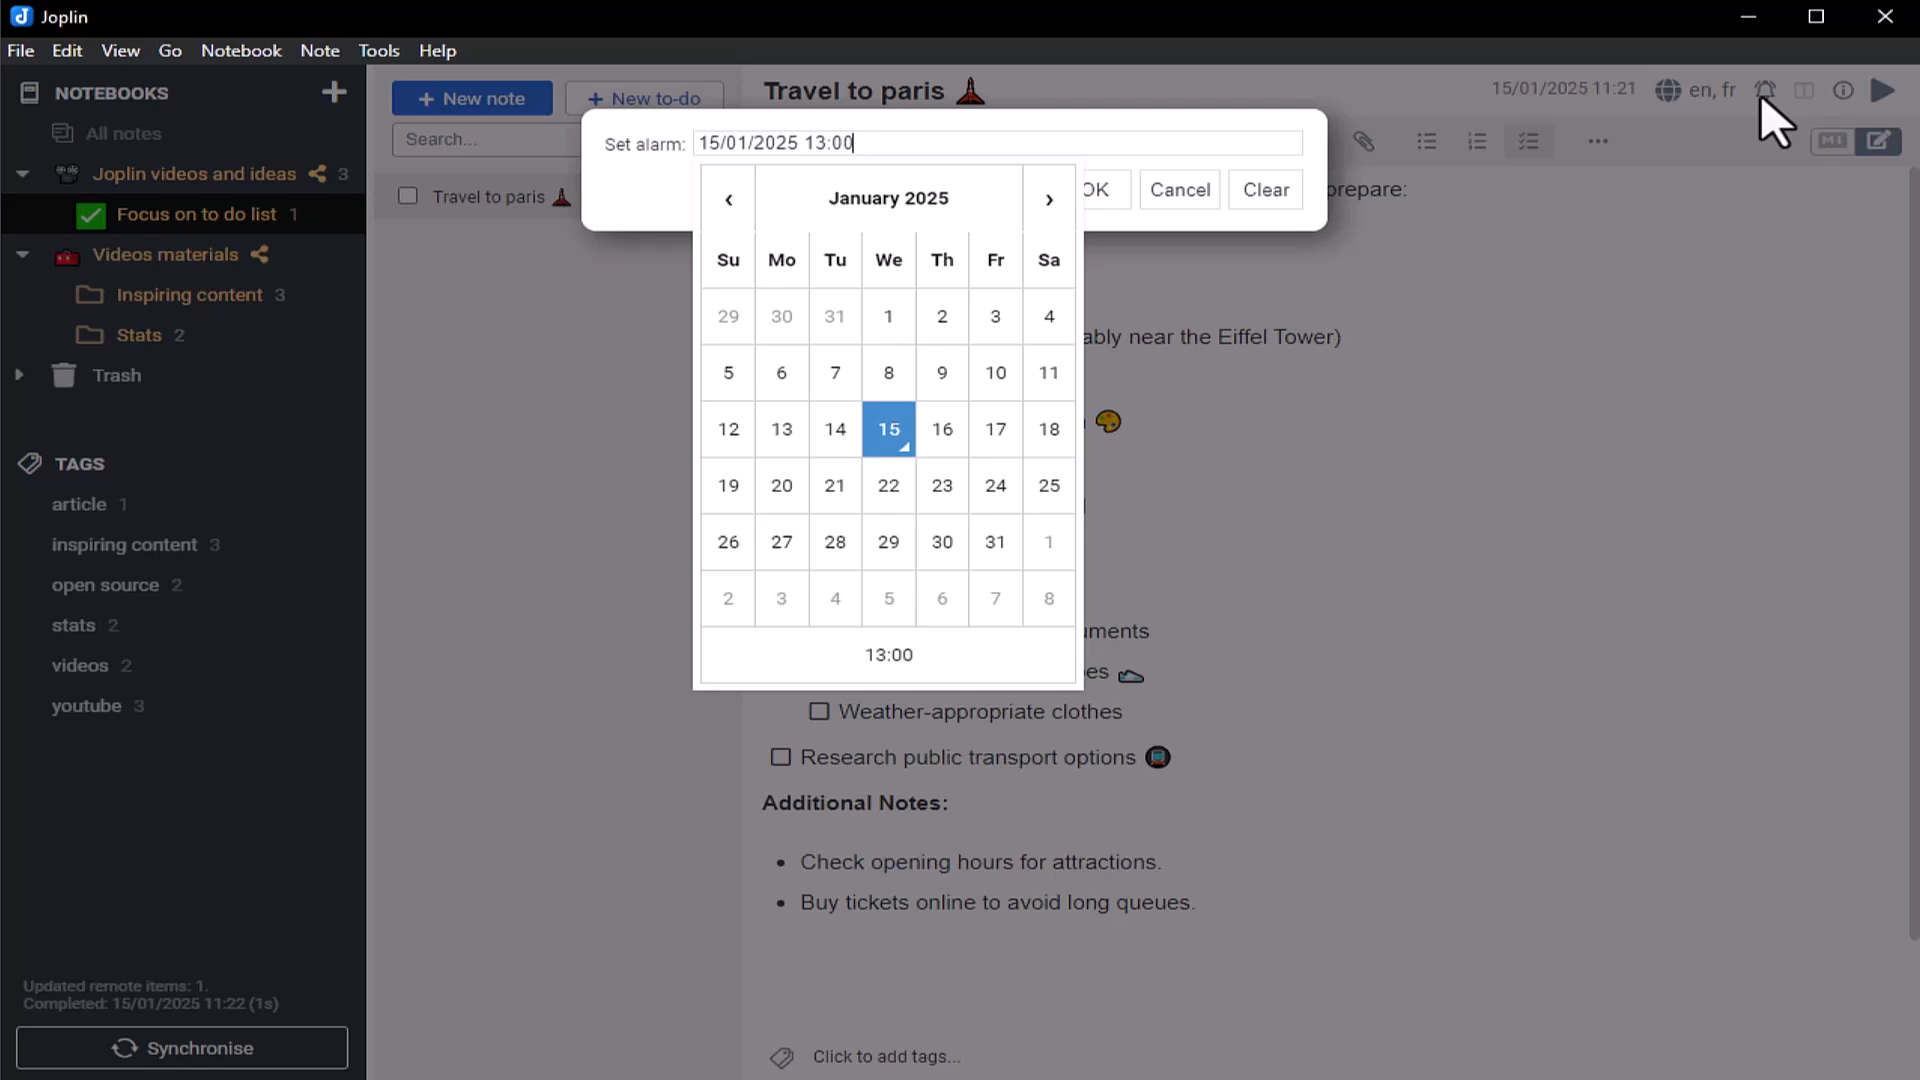 Joplin
File Edit View Go Notebook Note Tools Help
NOTEBOOKS
All notes
Joplin videos and ideas 3
Focus on to do list 1
Videos materials
Inspiring content 3
Stats 2
Trash
TAGS
article 1
inspiring content 3
open source 2
stats 2
videos 2
youtube 3
Updated remote items: 1.
Completed: 15/01/2025 11:22 (1s)
Synchronise
+ New note + New to-do
Search...
Travel to paris
Travel to paris
15/01/2025 11:21 en, fr
Set alarm: 15/01/2025 13:00
OK Cancel Clear
‹ January 2025 ›
Su Mo Tu We Th Fr Sa
29 30 31 1 2 3 4
5 6 7 8 9 10 11
12 13 14 15 16 17 18
19 20 21 22 23 24 25
26 27 28 29 30 31 1
2 3 4 5 6 7 8
13:00
prepare:
near the Eiffel Tower)
Weather-appropriate clothes
Research public transport options
Additional Notes:
Check opening hours for attractions.
Buy tickets online to avoid long queues.
Click to add tags...